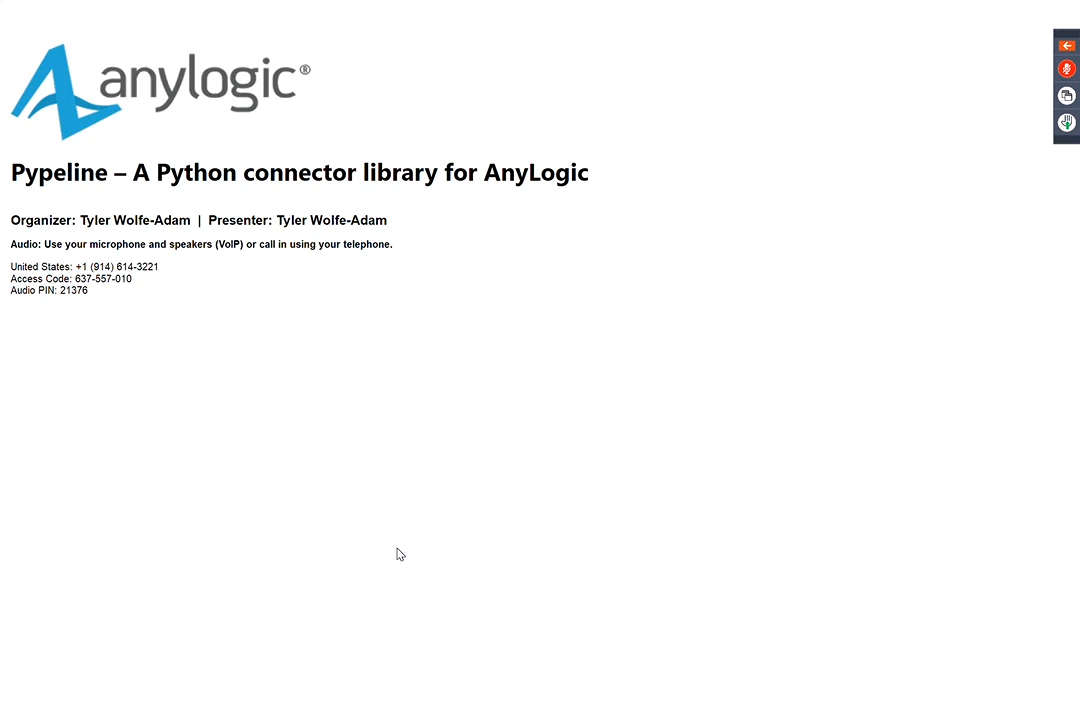 anylogic®
Pypeline – A Python connector library for AnyLogic
Organizer: Tyler Wolfe-Adam | Presenter: Tyler Wolfe-Adam
Audio: Use your microphone and speakers (VoIP) or call in using your telephone.
United States: +1 (914) 614-3221
Access Code: 637-557-010
Audio PIN: 21376